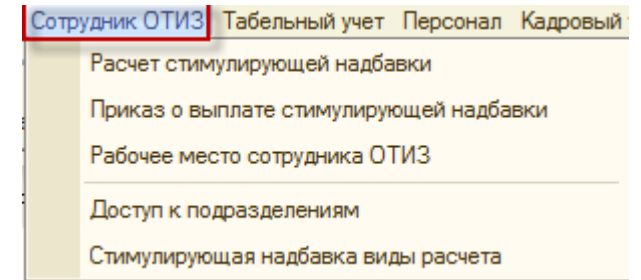 Сотрудник ОТИЗ Табельный учет Персонал Кадровый
Расчет стимулирующей надбавки
Приказ о выплате стимулирующей надбавки
Рабочее место сотрудника ОТИЗ
Доступ к подразделениям
Стимулирующая надбавка виды расчета